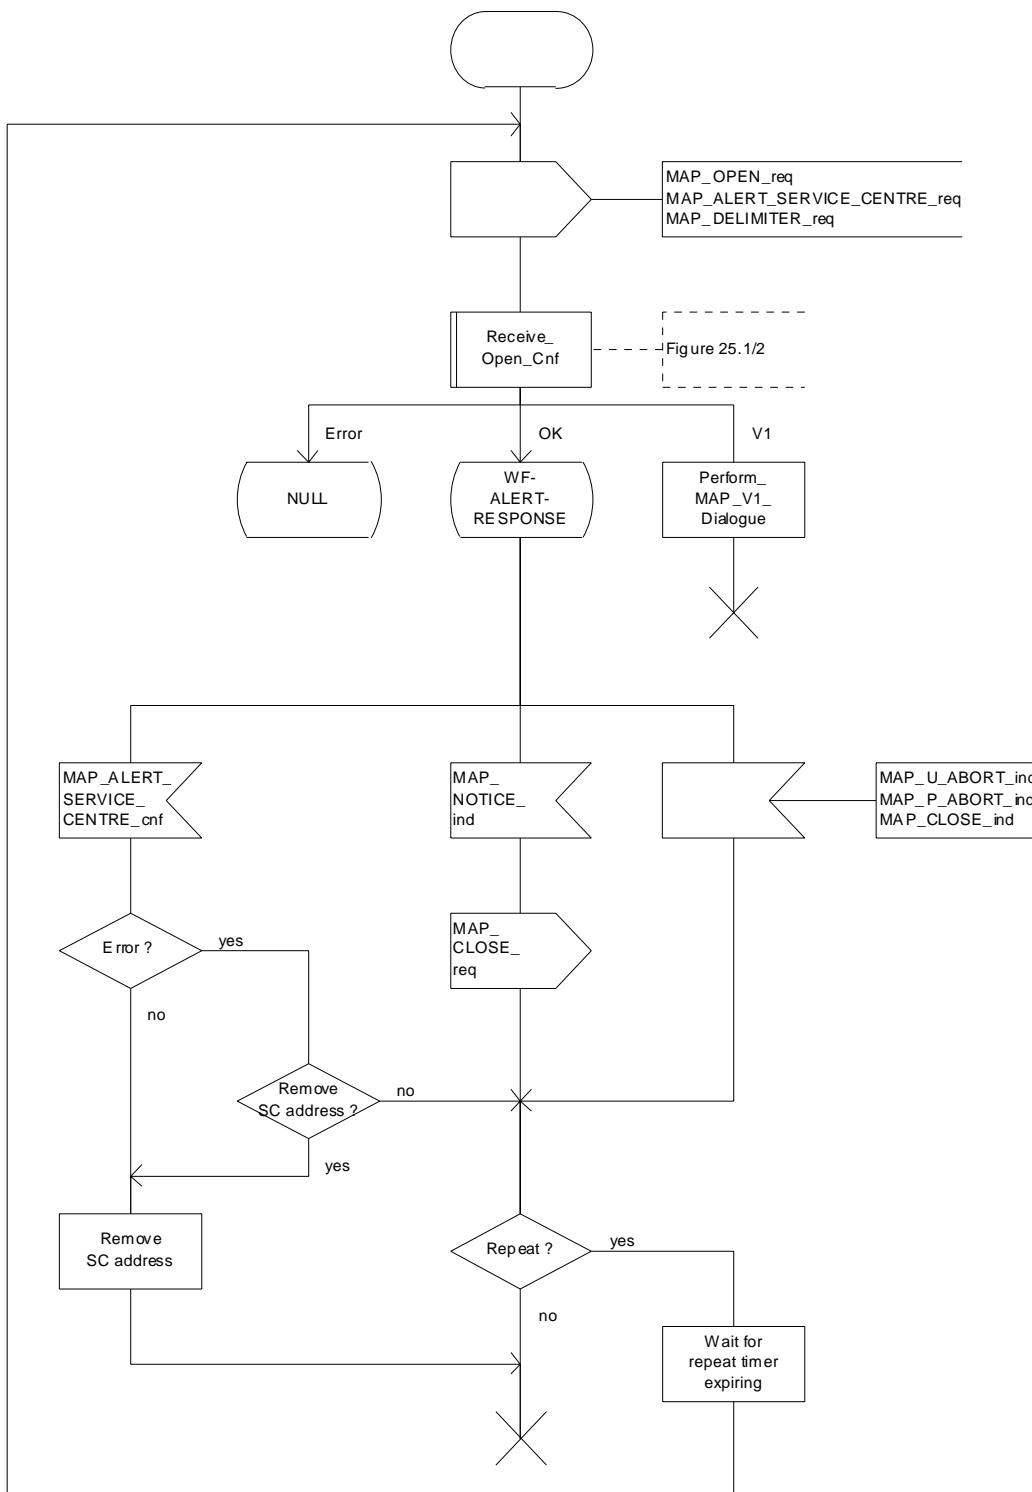 MAP_OPEN_req
MAP_ALERT_SERVICE_CENTRE_req
MAP_DELIMITER_req
Receive_
Open_Cnf
Figure 25.1/2
Error
OK
V1
NULL
WF-
ALERT-
RESPONSE
Perform_
MAP_V1_
Dialogue
MAP_ALERT_
SERVICE_
CENTRE_cnf
MAP_
NOTICE_
ind
MAP_U_ABORT_ind
MAP_P_ABORT_ind
MAP_CLOSE_ind
Error ?
yes
MAP_
CLOSE_
req
no
Remove
SC address ?
no
yes
Remove
SC address
Repeat ?
yes
no
Wait for
repeat timer
expiring